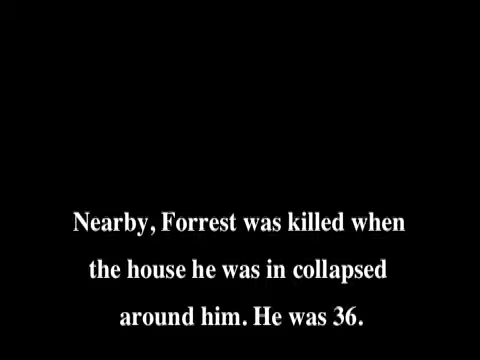 Nearby, Forrest was killed when
the house he was in collapsed
around him. He was 36.